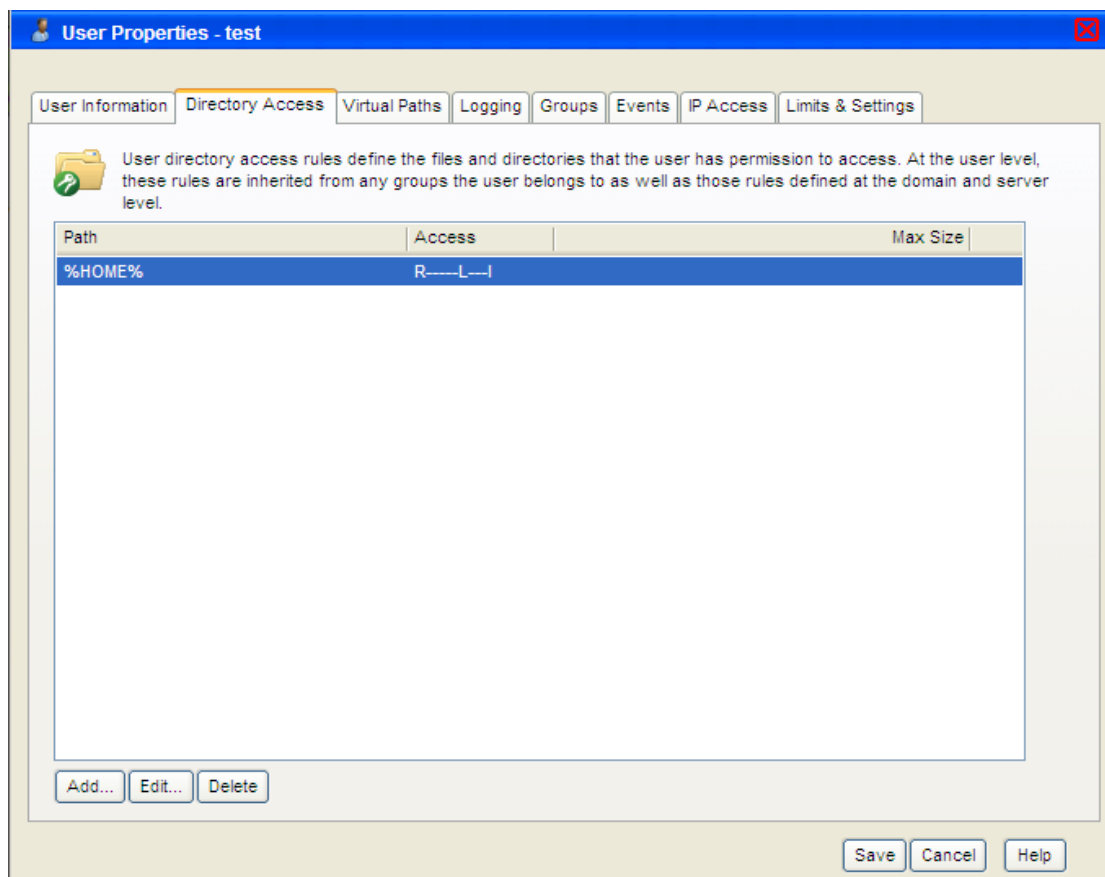 User Properties - test
User Information Directory Access Virtual Paths Logging Groups Events IP Access Limits & Settings
User directory access rules define the files and directories that the user has permission to access. At the user level,
these rules are inherited from any groups the user belongs to as well as those rules defined at the domain and server
level.
Path Access Max Size
%HOME% R-----L---I
Add... Edit... Delete
Save Cancel Help